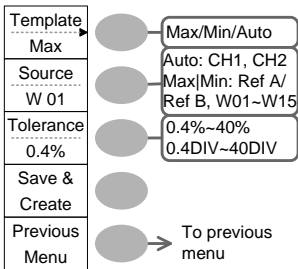 Template
Max
Max/Min/Auto
Source
W 01
Auto: CH1, CH2
Max|Min: Ref A/
Ref B, W01~W15
Tolerance
0.4%
0.4%~40%
0.4DIV~40DIV
Save &
Create
Previous
Menu
To previous
menu